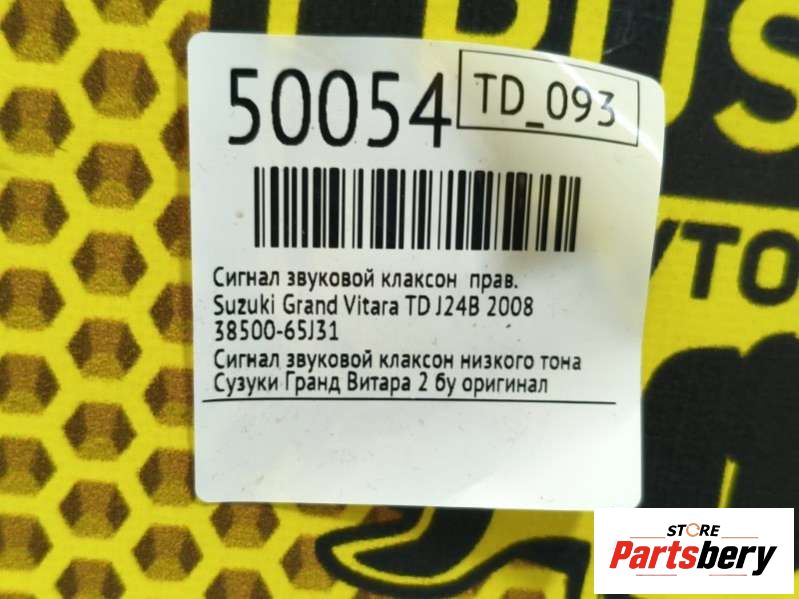 50054
TD_093
Сигнал звуковой клаксон прав.
Suzuki Grand Vitara TD J24B 2008
38500-65J31
Сигнал звуковой клаксон низкого тона
Сузуки Гранд Витара 2 бу оригинал
STORE
Partsbery